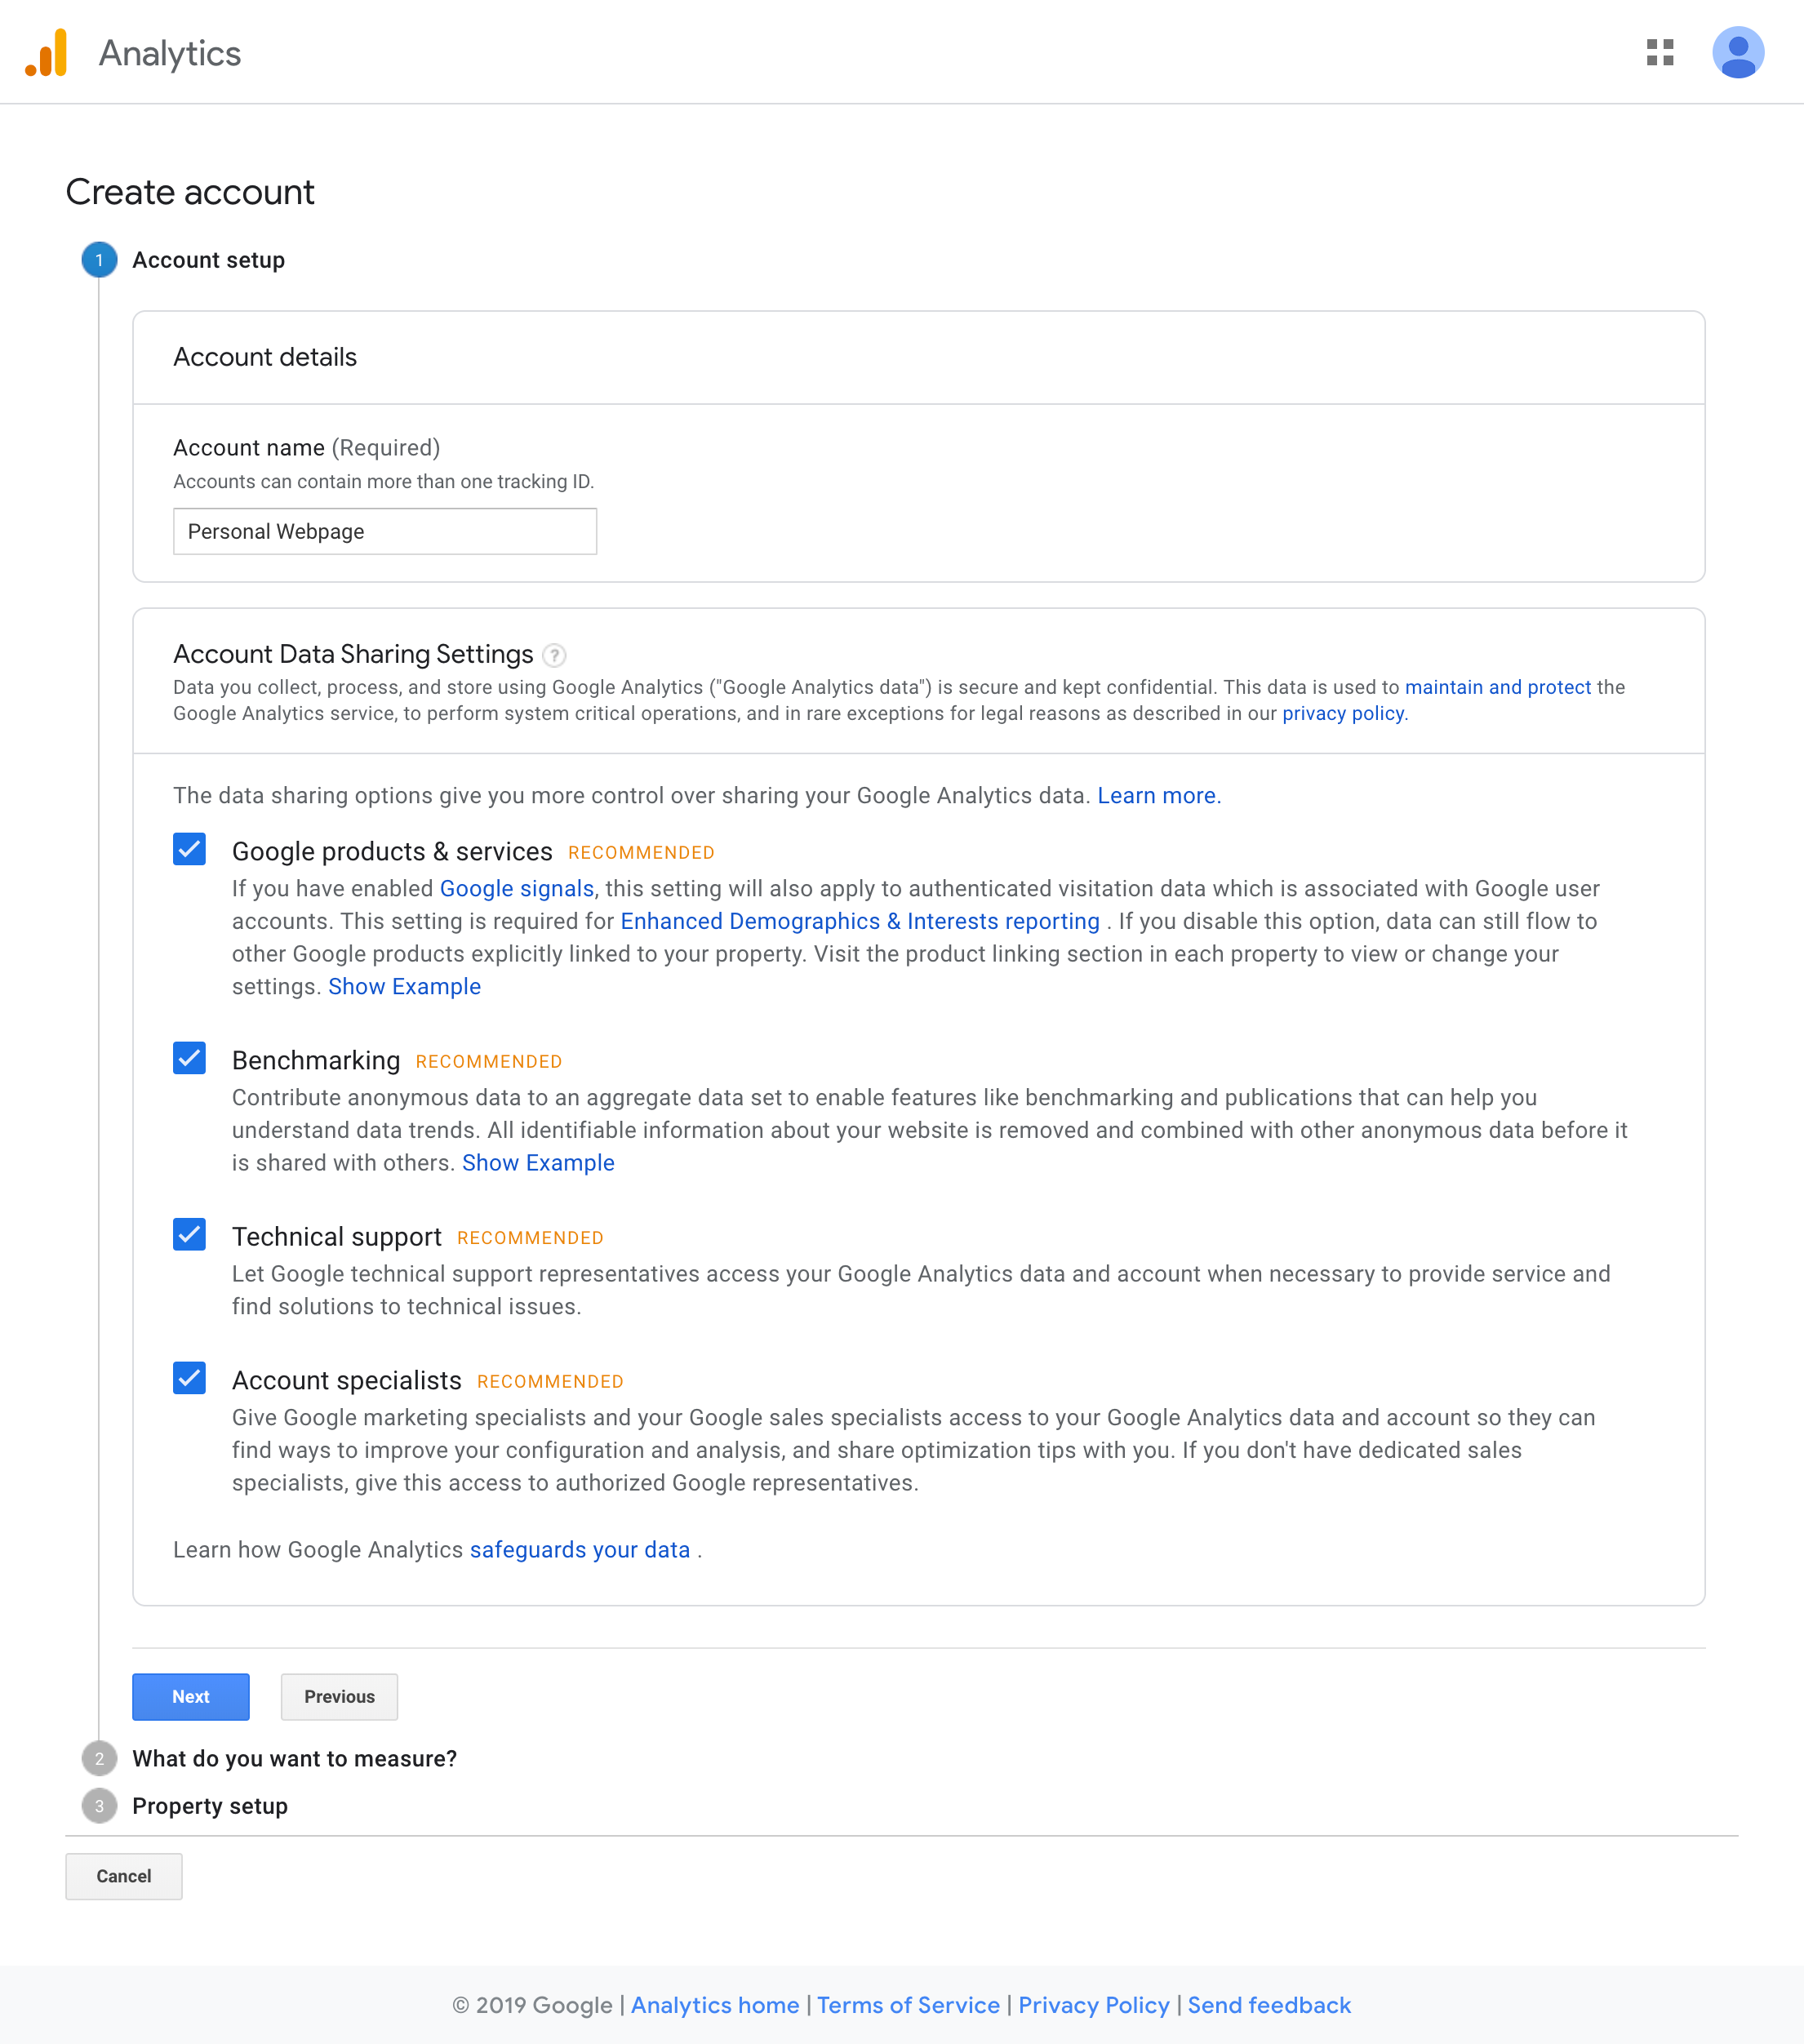 Analytics
Create account
1 Account setup
Account details
Account name (Required)
Accounts can contain more than one tracking ID.
Personal Webpage
Account Data Sharing Settings ?
Data you collect, process, and store using Google Analytics ("Google Analytics data") is secure and kept confidential. This data is used to maintain and protect the
Google Analytics service, to perform system critical operations, and in rare exceptions for legal reasons as described in our privacy policy.
The data sharing options give you more control over sharing your Google Analytics data. Learn more.
Google products & services RECOMMENDED
If you have enabled Google signals, this setting will also apply to authenticated visitation data which is associated with Google user
accounts. This setting is required for Enhanced Demographics & Interests reporting . If you disable this option, data can still flow to
other Google products explicitly linked to your property. Visit the product linking section in each property to view or change your
settings. Show Example
Benchmarking RECOMMENDED
Contribute anonymous data to an aggregate data set to enable features like benchmarking and publications that can help you
understand data trends. All identifiable information about your website is removed and combined with other anonymous data before it
is shared with others. Show Example
Technical support RECOMMENDED
Let Google technical support representatives access your Google Analytics data and account when necessary to provide service and
find solutions to technical issues.
Account specialists RECOMMENDED
Give Google marketing specialists and your Google sales specialists access to your Google Analytics data and account so they can
find ways to improve your configuration and analysis, and share optimization tips with you. If you don't have dedicated sales
specialists, give this access to authorized Google representatives.
Learn how Google Analytics safeguards your data .
Next Previous
2 What do you want to measure?
3 Property setup
Cancel
© 2019 Google | Analytics home | Terms of Service | Privacy Policy | Send feedback